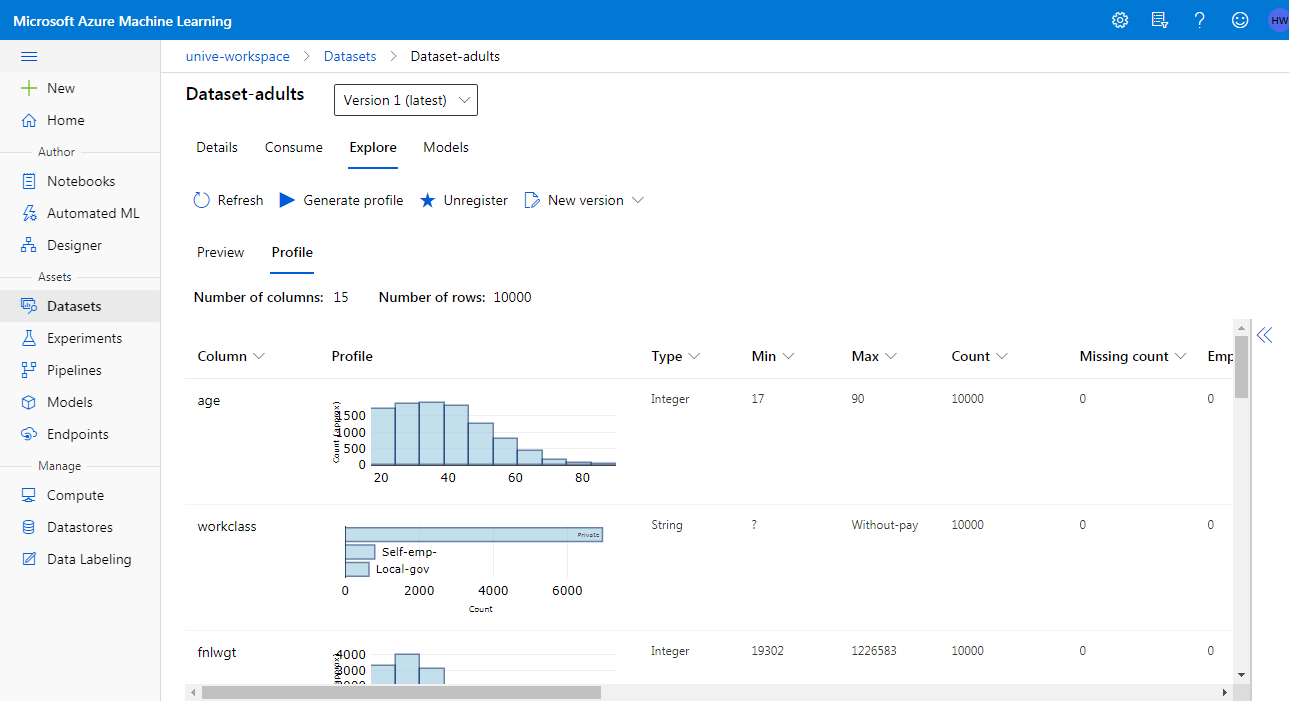 Microsoft Azure Machine Learning
HW
unive-workspace > Datasets > Dataset-adults
New
Home
Author
Notebooks
Automated ML
Designer
Assets
Datasets
Experiments
Pipelines
Models
Endpoints
Manage
Compute
Datastores
Data Labeling
Dataset-adults Version 1 (latest)
Details Consume Explore Models
Refresh Generate profile Unregister New version
Preview Profile
Number of columns: 15 Number of rows: 10000
Column Profile Type Min Max Count Missing count Emp
age Integer 17 90 10000 0 0
Count (approx)
1500
1000
500
0
20 40 60 80
workclass String ? Without-pay 10000 0 0
Private
Self-emp-
Local-gov
0 2000 4000 6000
Count
fnlwgt Integer 19302 1226583 10000 0 0
4000
3000